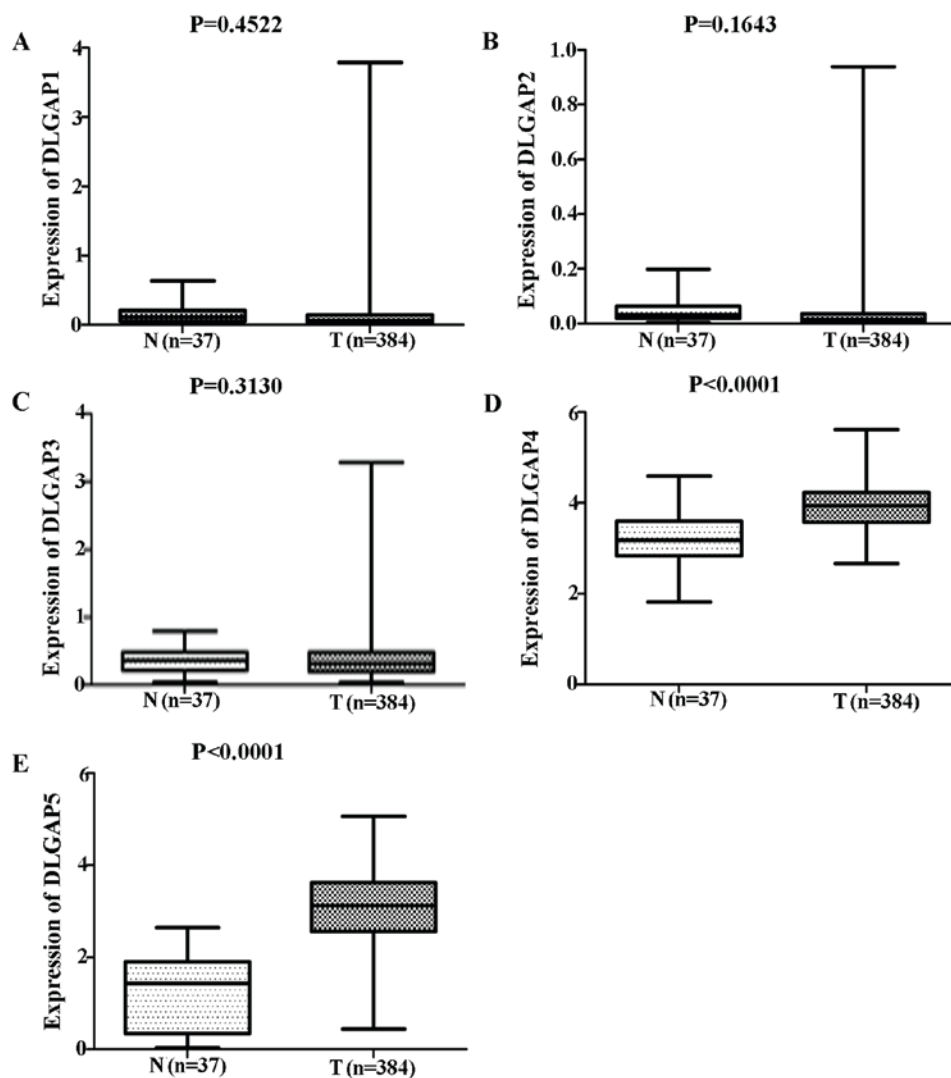 A
P=0.4522
Expression of DLGAP1
4
3
2
1
0
N (n=37)
T (n=384)
B
P=0.1643
Expression of DLGAP2
1.0
0.8
0.6
0.4
0.2
0.0
N (n=37)
T (n=384)
C
P=0.3130
Expression of DLGAP3
4
3
2
1
0
N (n=37)
T (n=384)
D
P<0.0001
Expression of DLGAP4
6
4
2
0
N (n=37)
T (n=384)
E
P<0.0001
Expression of DLGAP5
6
4
2
0
N (n=37)
T (n=384)